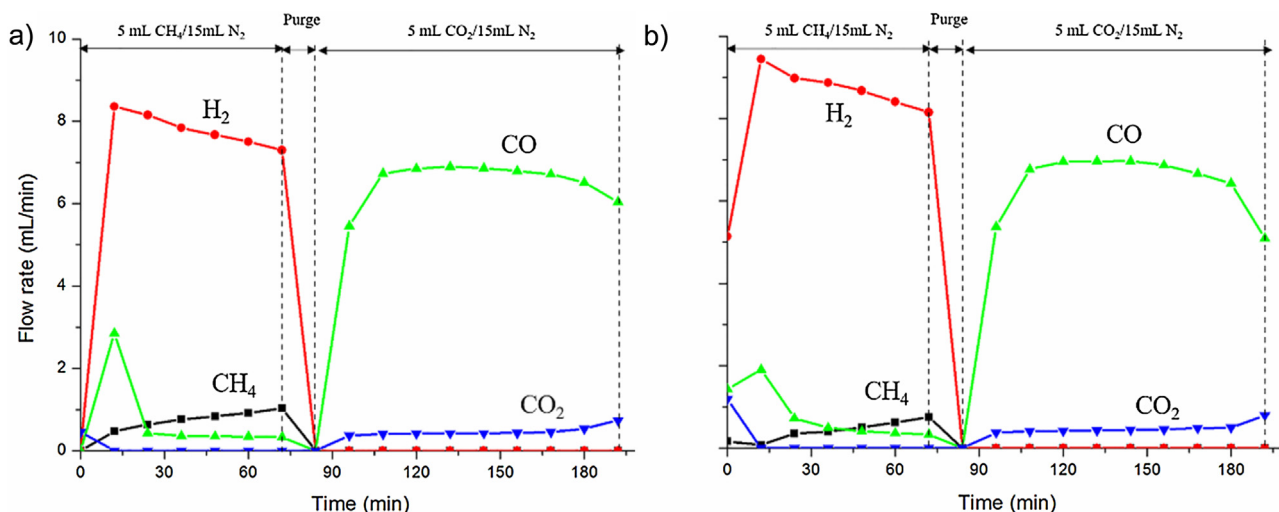 a)
5 mL CH₄/15mL N₂
Purge
5 mL CO₂/15mL N₂
10
8
6
4
2
0
Flow rate (mL/min)
H₂
CO
CH₄
CO₂
0 30 60 90 120 150 180
Time (min)
b)
5 mL CH₄/15mL N₂
Purge
5 mL CO₂/15mL N₂
H₂
CO
CH₄
CO₂
0 30 60 90 120 150 180
Time (min)